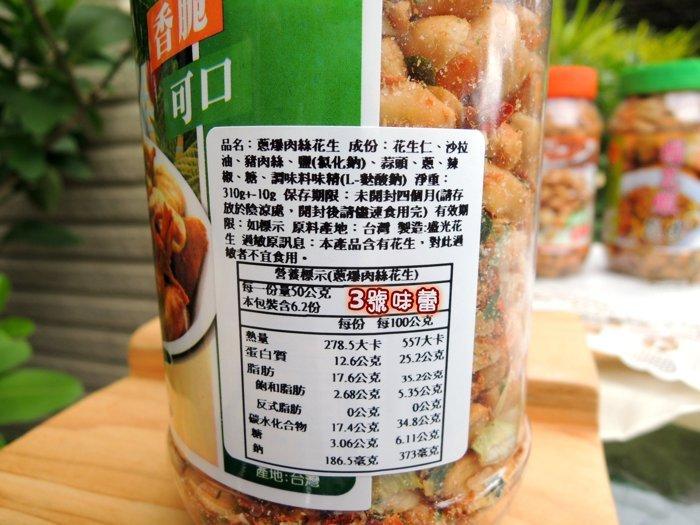 香脆
可口
品名：蔥爆肉絲花生 成份：花生仁、沙拉
油、豬肉絲、鹽(氯化鈉)、蒜頭、蔥、辣
椒、糖、調味料味精(L-麩酸鈉) 淨重：
310g+-10g 保存期限：未開封四個月(請存
放於陰涼處，開封後請儘速食用完) 有效期
限：如標示 原料產地：台灣 製造:盛光花
生 過敏原訊息：本產品含有花生，對此過
敏者不宜食用。
營養標示(蔥爆肉絲花生)
每一份量50公克
本包裝含6.2份
3號味蕾
每份 每100公克
熱量 278.5大卡 557大卡
蛋白質 12.6公克 25.2公克
脂肪 17.6公克 35.2公克
飽和脂肪 2.68公克 5.35公克
反式脂肪 0公克 0公克
碳水化合物 17.4公克 34.8公克
糖 3.06公克 6.11公克
鈉 186.5毫克 373毫克
產地:台灣